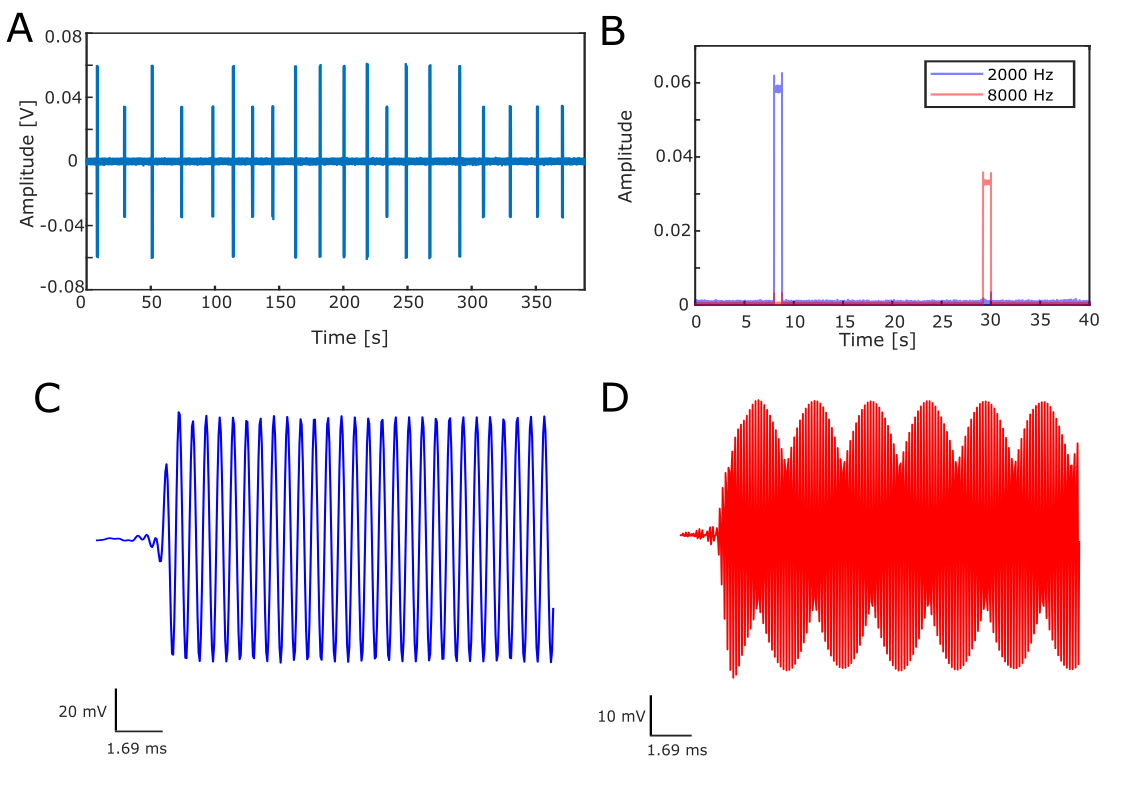 A
0.08
0.04
0
-0.04
-0.08
Amplitude [V]
0 50 100 150 200 250 300 350
Time [s]
B
0.06
0.04
0.02
0
Amplitude
2000 Hz
8000 Hz
0 5 10 15 20 25 30 35 40
Time [s]
C
20 mV
1.69 ms
D
10 mV
1.69 ms